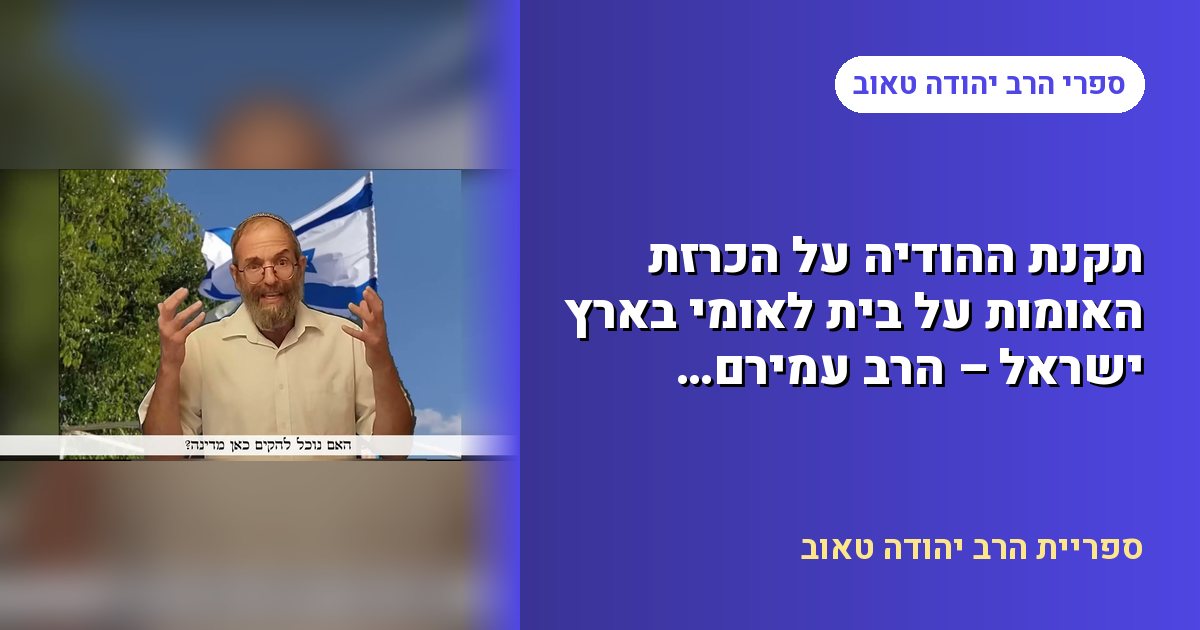 ספרי הרב יהודה טאוב
תקנת ההודיה על הכרזת
האומות על בית לאומי בארץ
ישראל – הרב עמירם...
ספריית הרב יהודה טאוב
האם נוכל להקים כאן מדינה?